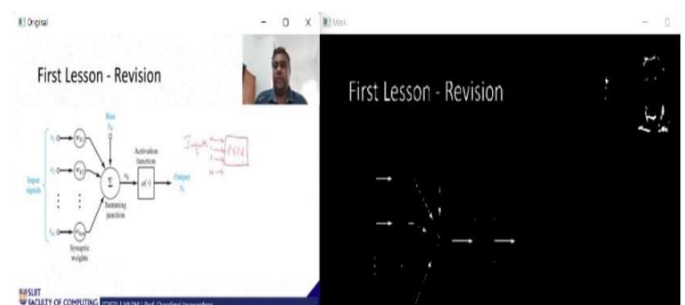 Original
Mask
First Lesson - Revision
First Lesson - Revision
Bias
Activation
function
Input
NN
Input
signals
Σ
Output
Summing
junction
Synaptic
weights
SLIIT
FACULTY OF COMPUTING